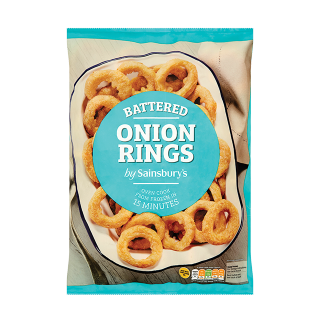 BATTERED
ONION
RINGS
by Sainsbury's
OVEN COOK
FROM FROZEN IN
15 MINUTES